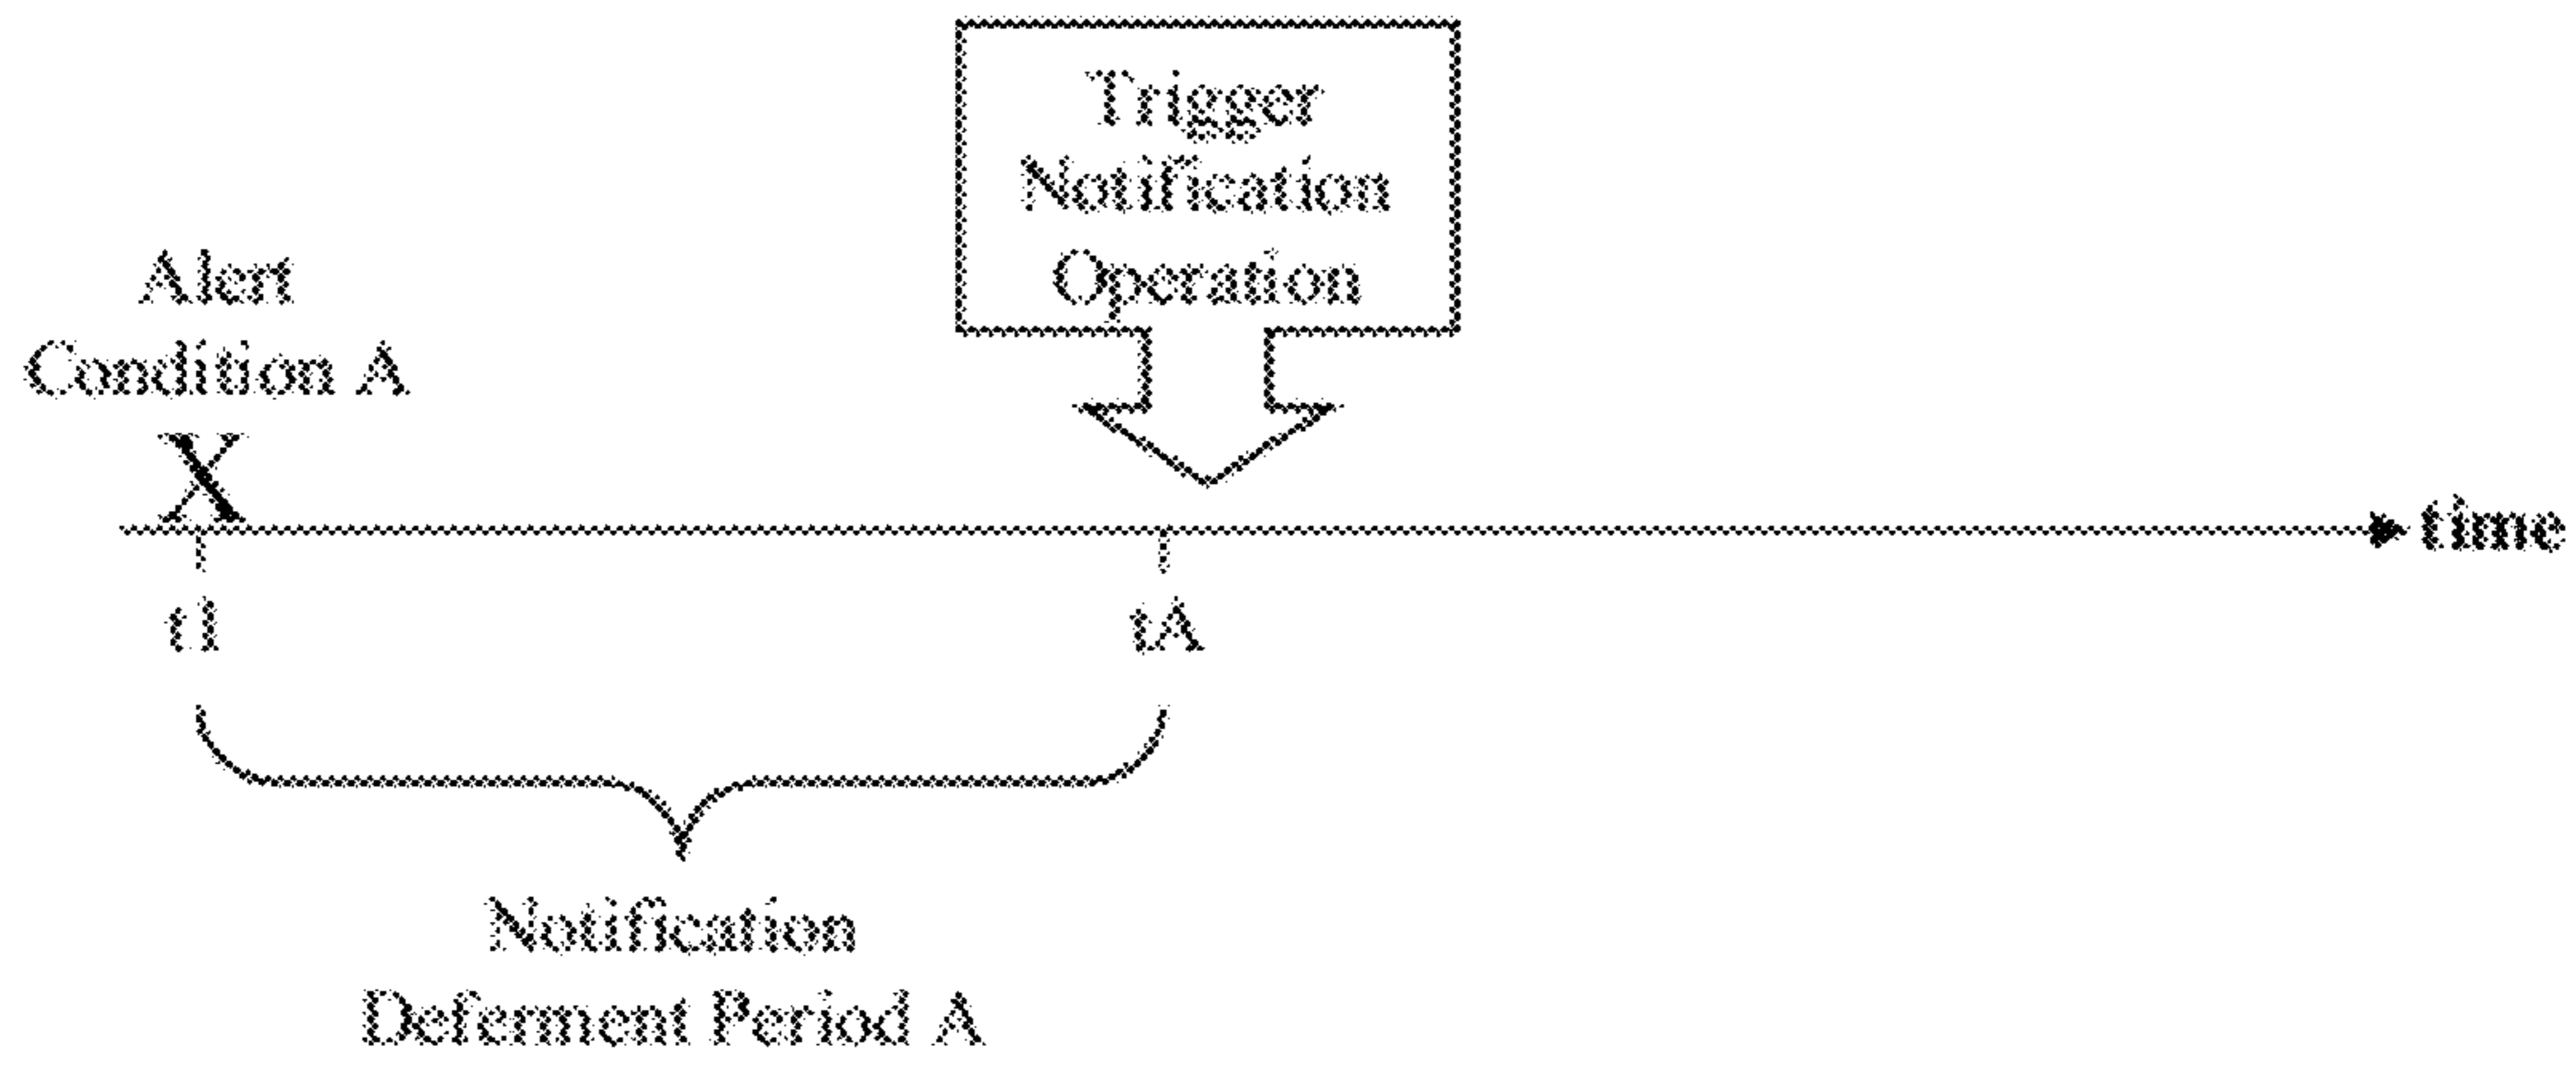 Trigger
Notification
Operation
Alert
Condition A
X
time
t1
tA
Notification
Deferment Period A